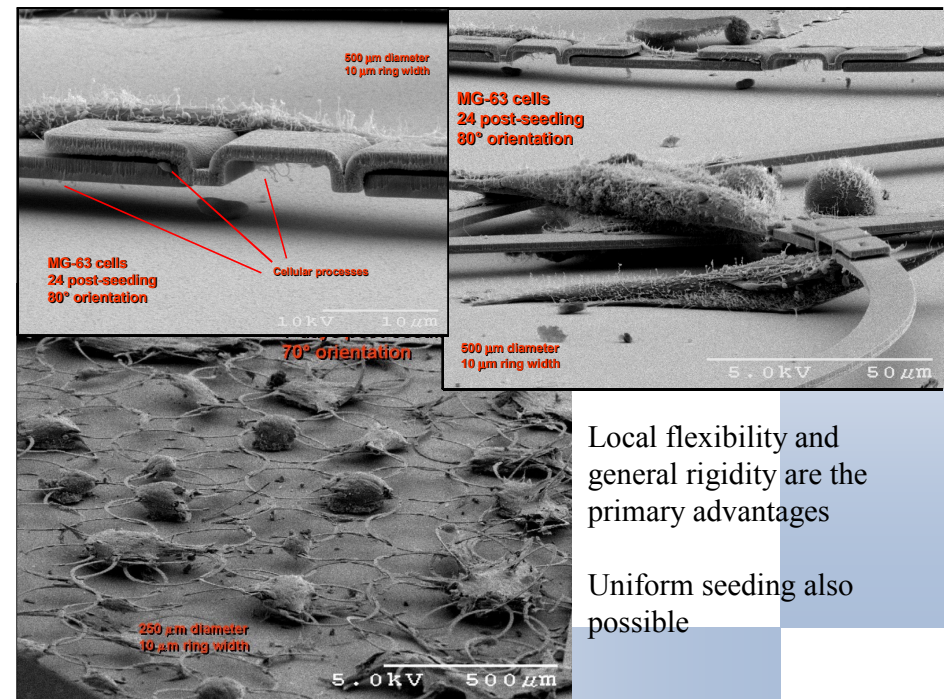 500 μm diameter
10 μm ring width
MG-63 cells
24 post-seeding
80° orientation
Cellular processes
10kV 10μm
MG-63 cells
24 post-seeding
80° orientation
500 μm diameter
10 μm ring width
5.0kV 50μm
70° orientation
250 μm diameter
10 μm ring width
5.0kV 500μm
Local flexibility and
general rigidity are the
primary advantages
Uniform seeding also
possible